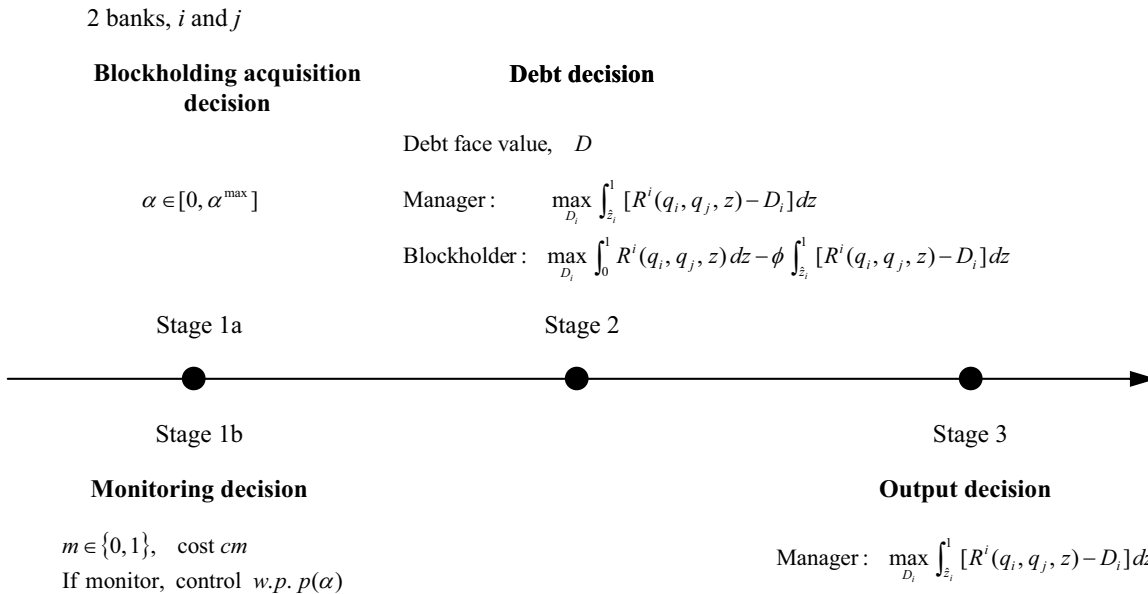 2 banks, i and j
Blockholding acquisition decision
Debt decision
Debt face value, D
α ∈ [0, α^max]
Manager : max_{D_i} ∫_{ẑ_i}^{1} [R^i(q_i, q_j, z) − D_i] dz
Blockholder : max_{D_i} ∫_0^1 R^i(q_i, q_j, z) dz − ϕ ∫_{ẑ_i}^{1} [R^i(q_i, q_j, z) − D_i] dz
Stage 1a
Stage 2
Stage 1b
Stage 3
Monitoring decision
Output decision
m ∈ {0, 1}, cost cm
If monitor, control w.p. p(α)
Manager : max_{D_i} ∫_{ẑ_i}^{1} [R^i(q_i, q_j, z) − D_i] dz